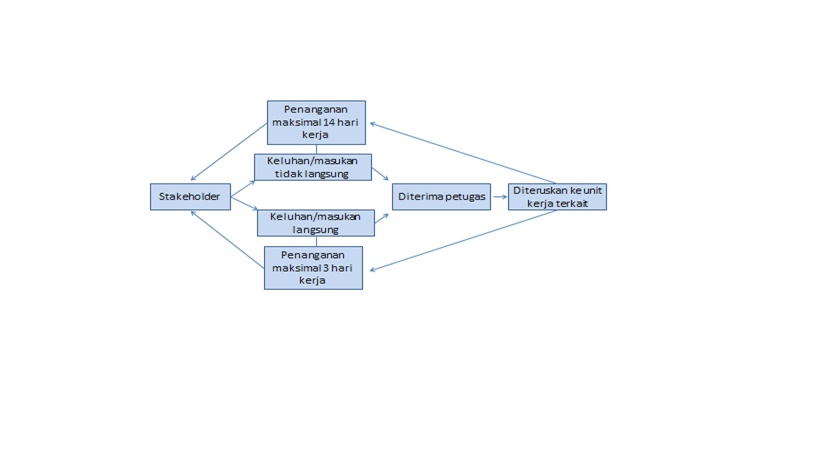 Penanganan
maksimal 14 hari
kerja
Keluhan/masukan
tidak langsung
Stakeholder
Diterima petugas
Diteruskan ke unit
kerja terkait
Keluhan/masukan
langsung
Penanganan
maksimal 3 hari
kerja